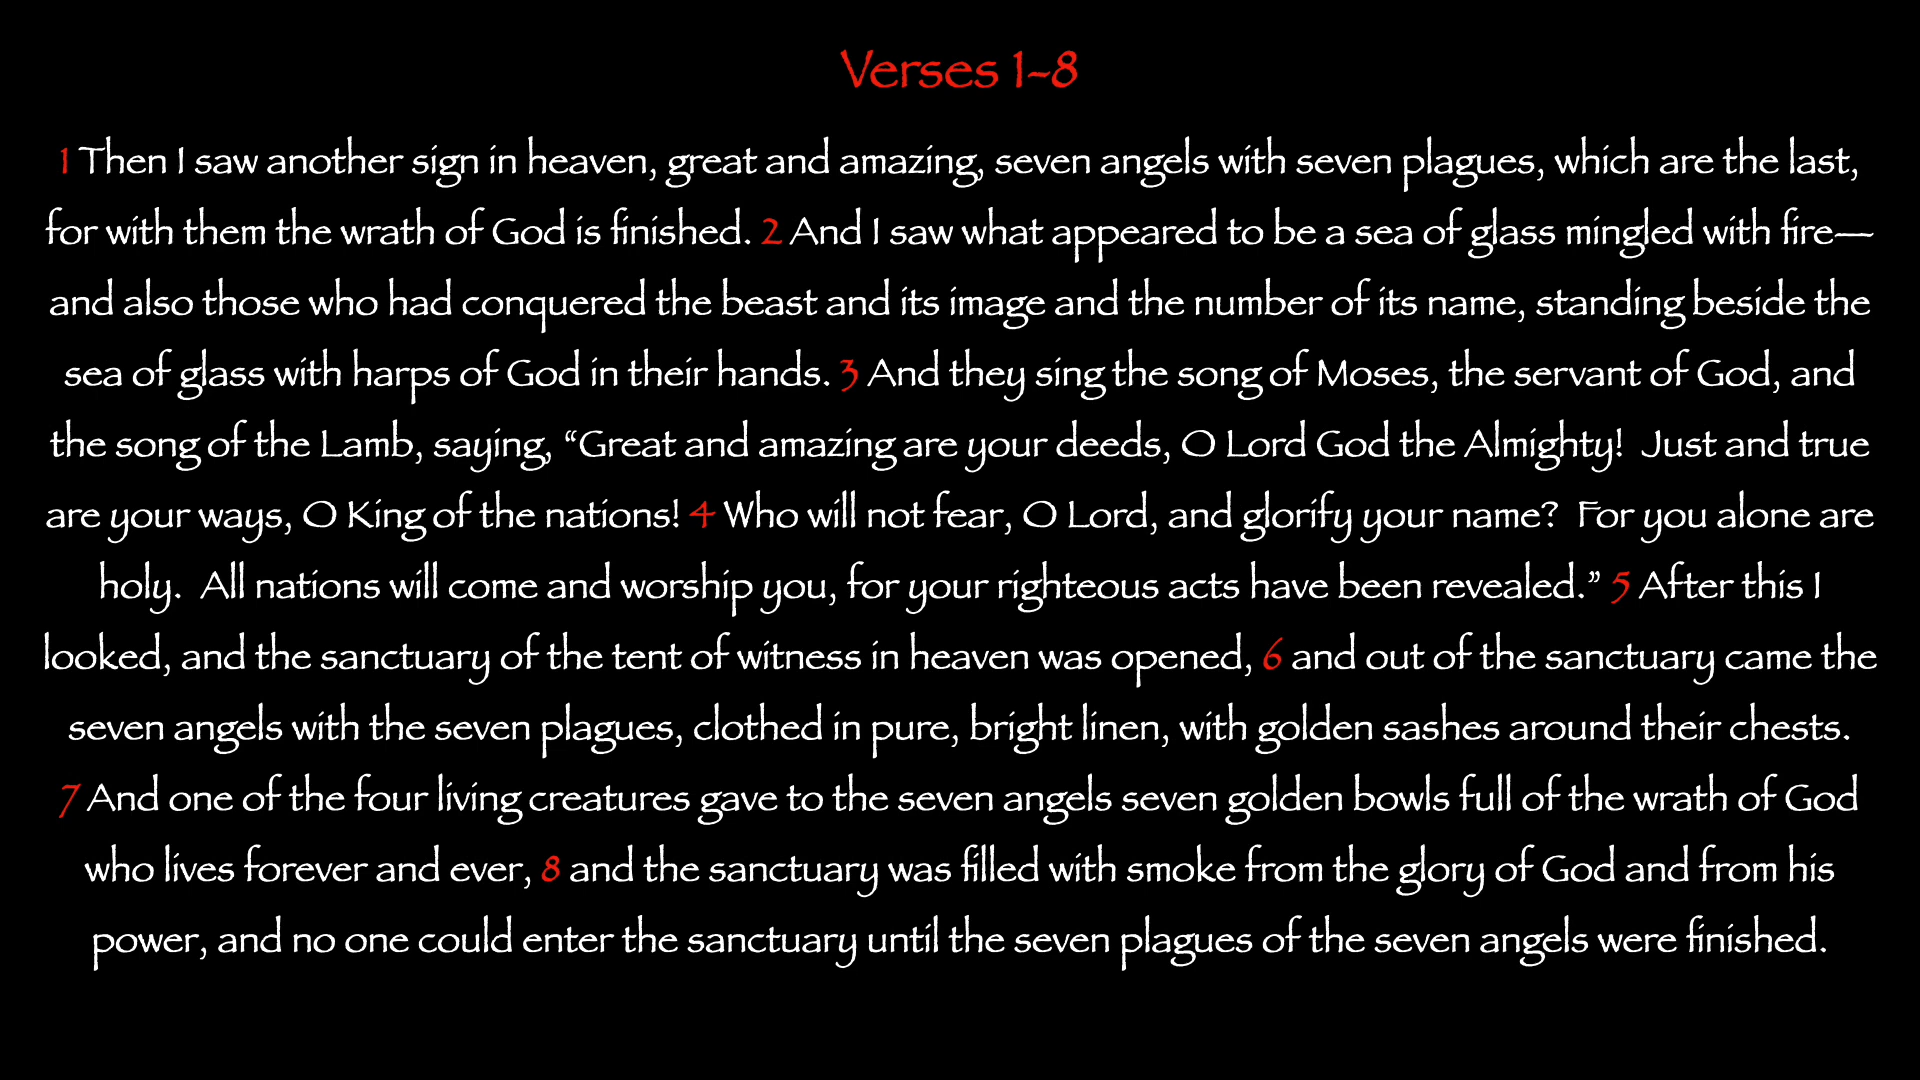 Verses 1-8
1 Then I saw another sign in heaven, great and amazing, seven angels with seven plagues, which are the last,
for with them the wrath of God is finished. 2 And I saw what appeared to be a sea of glass mingled with fire—
and also those who had conquered the beast and its image and the number of its name, standing beside the
sea of glass with harps of God in their hands. 3 And they sing the song of Moses, the servant of God, and
the song of the Lamb, saying, “Great and amazing are your deeds, O Lord God the Almighty!  Just and true
are your ways, O King of the nations! 4 Who will not fear, O Lord, and glorify your name?  For you alone are
holy.  All nations will come and worship you, for your righteous acts have been revealed.” 5 After this I
looked, and the sanctuary of the tent of witness in heaven was opened, 6 and out of the sanctuary came the
seven angels with the seven plagues, clothed in pure, bright linen, with golden sashes around their chests.
7 And one of the four living creatures gave to the seven angels seven golden bowls full of the wrath of God
who lives forever and ever, 8 and the sanctuary was filled with smoke from the glory of God and from his
power, and no one could enter the sanctuary until the seven plagues of the seven angels were finished.